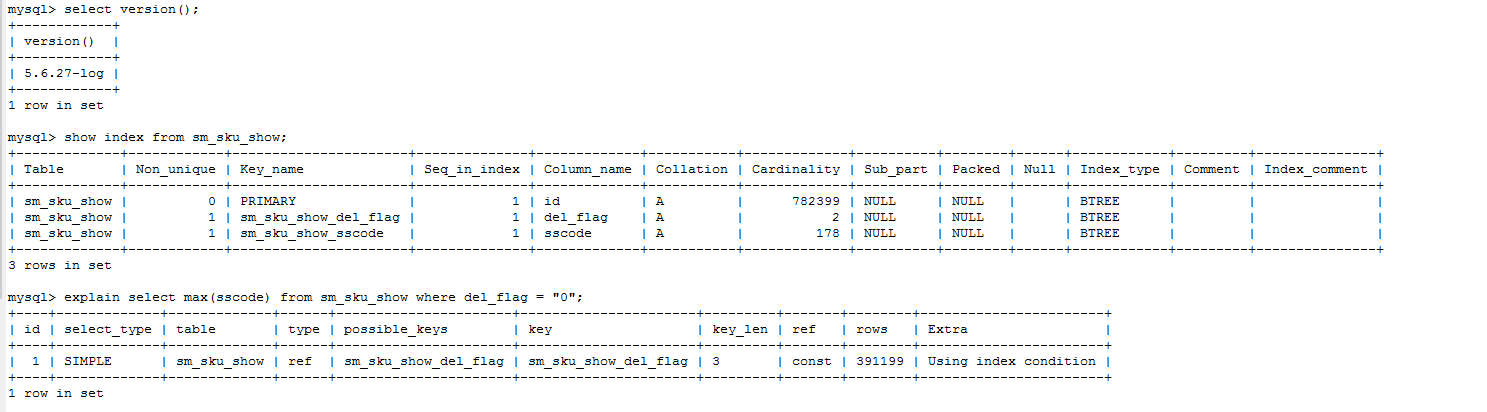 mysql> select version();
+------------+
| version()  |
+------------+
| 5.6.27-log |
+------------+
1 row in set
mysql> show index from sm_sku_show;
+-------------+------------+----------------------+--------------+-------------+-----------+-------------+----------+--------+------+------------+---------+---------------+
| Table       | Non_unique | Key_name             | Seq_in_index | Column_name | Collation | Cardinality | Sub_part | Packed | Null | Index_type | Comment | Index_comment |
+-------------+------------+----------------------+--------------+-------------+-----------+-------------+----------+--------+------+------------+---------+---------------+
| sm_sku_show |          0 | PRIMARY              |            1 | id          | A         |      782399 | NULL     | NULL   |      | BTREE      |         |               |
| sm_sku_show |          1 | sm_sku_show_del_flag |            1 | del_flag    | A         |           2 | NULL     | NULL   |      | BTREE      |         |               |
| sm_sku_show |          1 | sm_sku_show_sscode   |            1 | sscode      | A         |         178 | NULL     | NULL   |      | BTREE      |         |               |
+-------------+------------+----------------------+--------------+-------------+-----------+-------------+----------+--------+------+------------+---------+---------------+
3 rows in set
mysql> explain select max(sscode) from sm_sku_show where del_flag = "0";
+----+-------------+-------------+------+----------------------+----------------------+---------+-------+--------+-----------------------+
| id | select_type | table       | type | possible_keys        | key                  | key_len | ref   | rows   | Extra                 |
+----+-------------+-------------+------+----------------------+----------------------+---------+-------+--------+-----------------------+
|  1 | SIMPLE      | sm_sku_show | ref  | sm_sku_show_del_flag | sm_sku_show_del_flag | 3       | const | 391199 | Using index condition |
+----+-------------+-------------+------+----------------------+----------------------+---------+-------+--------+-----------------------+
1 row in set